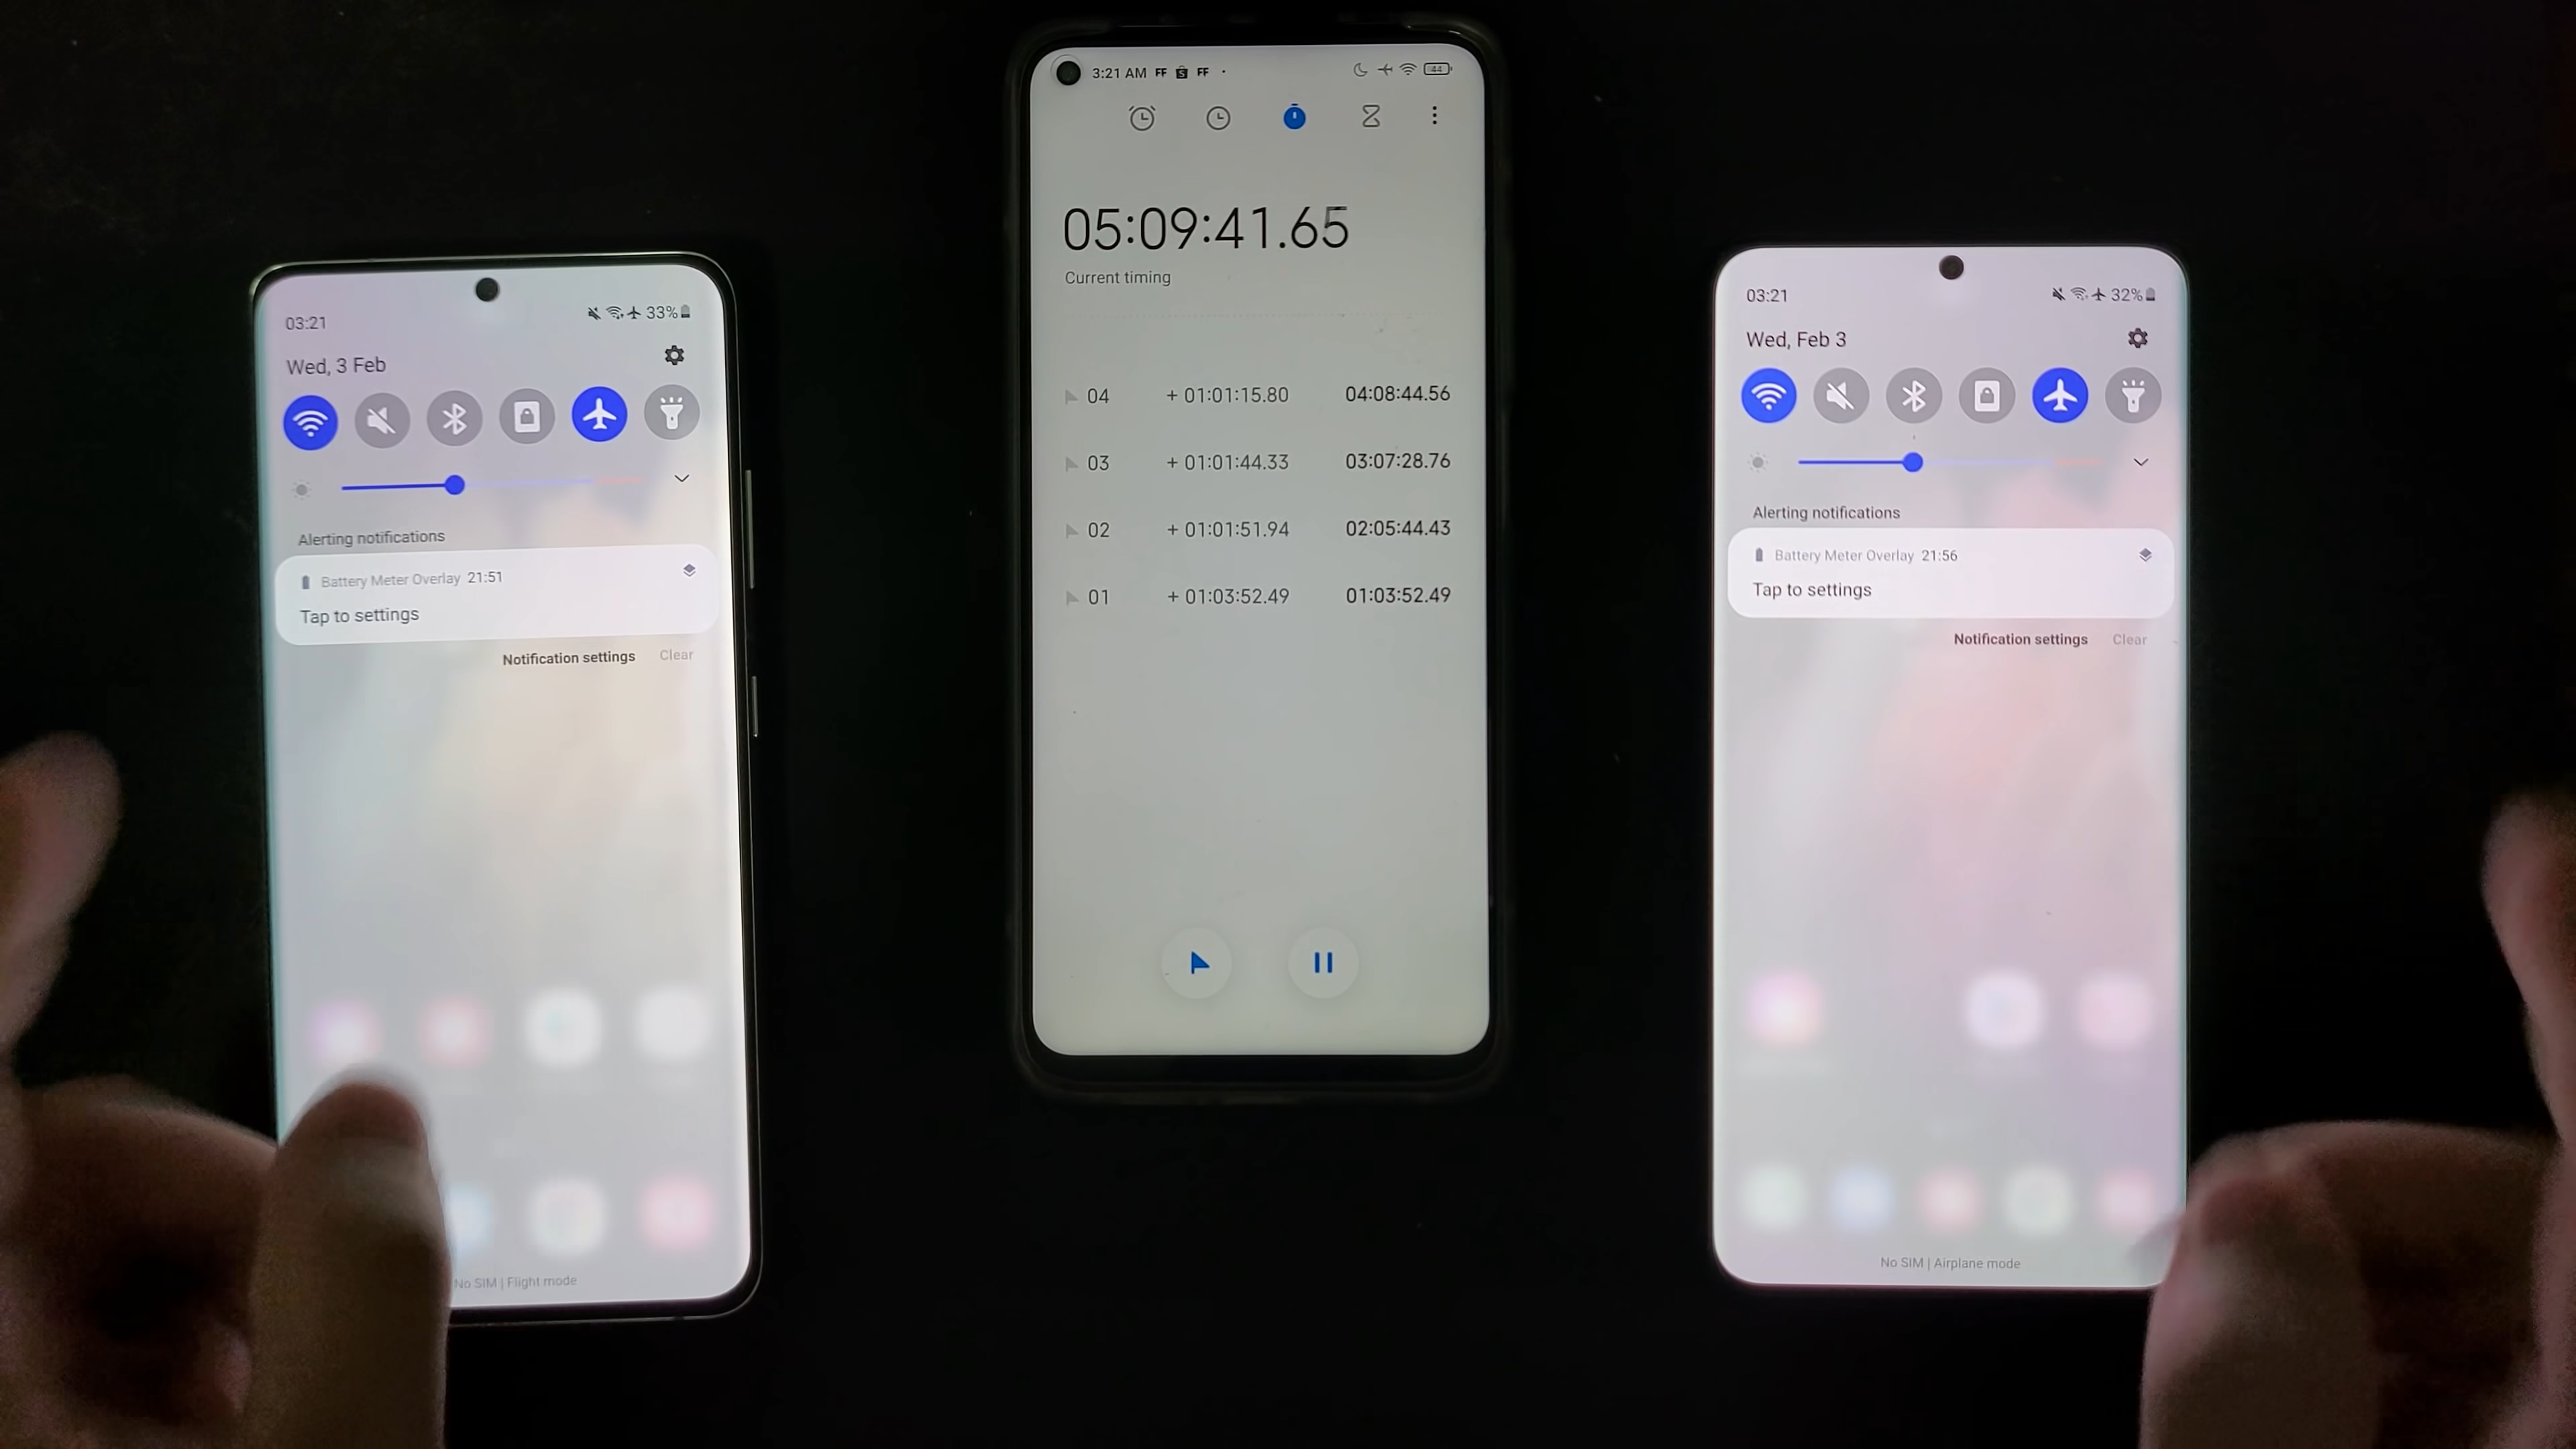 03:21
33%
Wed, 3 Feb
Alerting notifications
Battery Meter Overlay 21:51
Tap to settings
Notification settings Clear
No SIM | Flight mode
3:21 AM FF S FF
44
05:09:41.65
Current timing
04 + 01:01:15.80 04:08:44.56
03 + 01:01:44.33 03:07:28.76
02 + 01:01:51.94 02:05:44.43
01 + 01:03:52.49 01:03:52.49
03:21
32%
Wed, Feb 3
Alerting notifications
Battery Meter Overlay 21:56
Tap to settings
Notification settings Clear
No SIM | Airplane mode